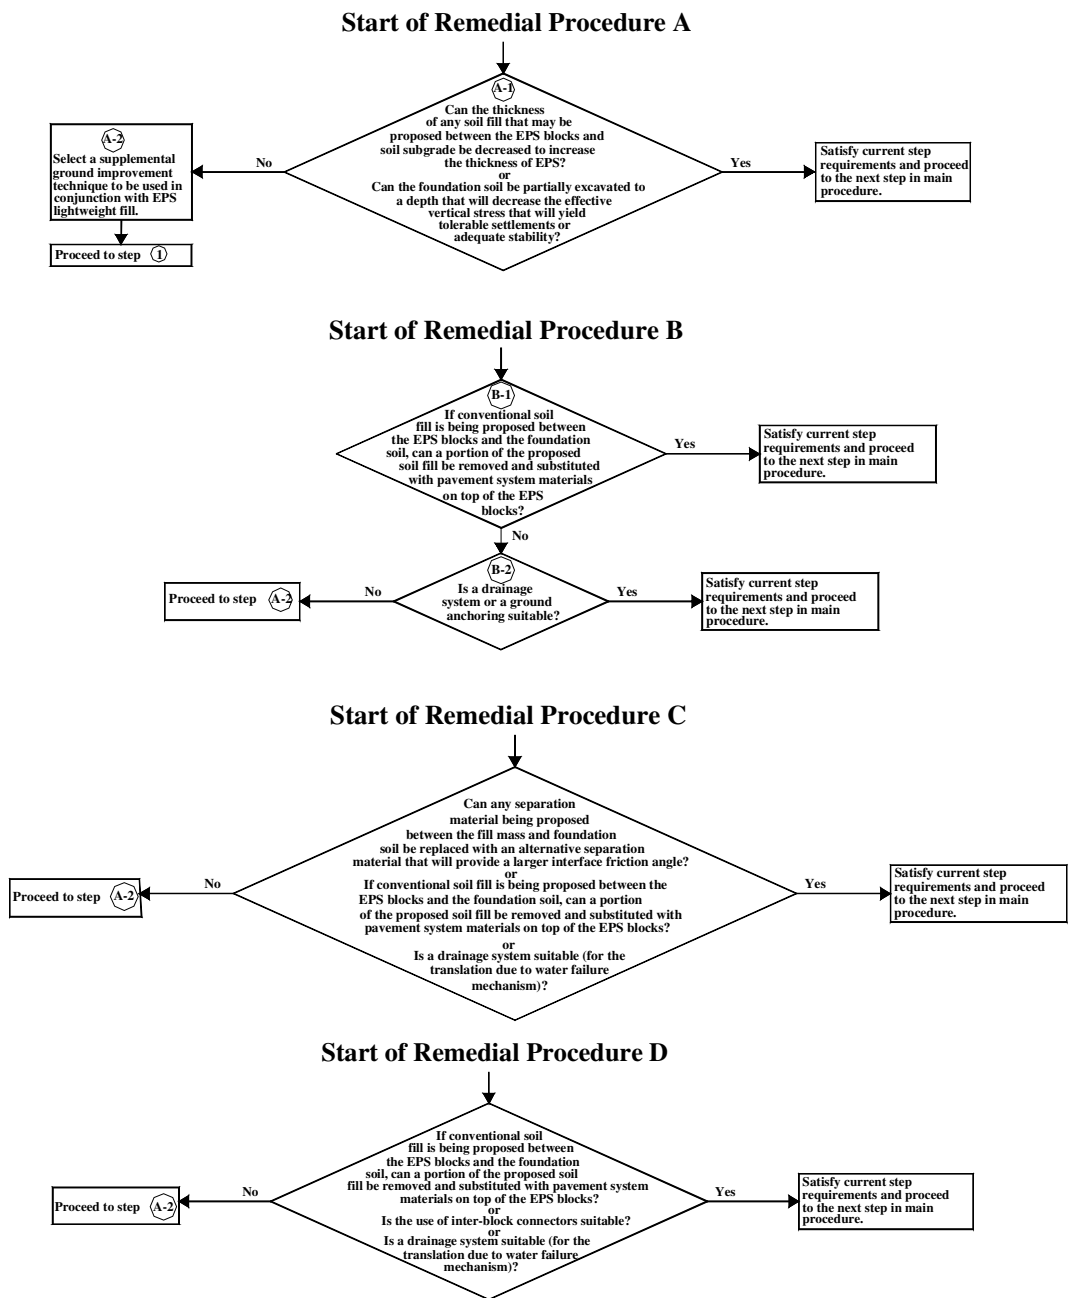 Start of Remedial Procedure A
A-1
Can the thickness
of any soil fill that may be
proposed between the EPS blocks and
soil subgrade be decreased to increase
the thickness of EPS?
or
Can the foundation soil be partially excavated to
a depth that will decrease the effective
vertical stress that will yield
tolerable settlements or
adequate stability?
No
Yes
A-2
Select a supplemental
ground improvement
technique to be used in
conjunction with EPS
lightweight fill.
Proceed to step 1
Satisfy current step
requirements and proceed
to the next step in main
procedure.
Start of Remedial Procedure B
B-1
If conventional soil
fill is being proposed between
the EPS blocks and the foundation
soil, can a portion of the proposed
soil fill be removed and substituted
with pavement system materials
on top of the EPS
blocks?
Yes
Satisfy current step
requirements and proceed
to the next step in main
procedure.
No
B-2
Is a drainage
system or a ground
anchoring suitable?
No
Proceed to step A-2
Yes
Satisfy current step
requirements and proceed
to the next step in main
procedure.
Start of Remedial Procedure C
Can any separation
material being proposed
between the fill mass and foundation
soil be replaced with an alternative separation
material that will provide a larger interface friction angle?
or
If conventional soil fill is being proposed between the
EPS blocks and the foundation soil, can a portion
of the proposed soil fill be removed and substituted with
pavement system materials on top of the EPS blocks?
or
Is a drainage system suitable (for the
translation due to water failure
mechanism)?
No
Proceed to step A-2
Yes
Satisfy current step
requirements and proceed
to the next step in main
procedure.
Start of Remedial Procedure D
If conventional soil
fill is being proposed between
the EPS blocks and the foundation
soil, can a portion of the proposed soil
fill be removed and substituted with pavement system
materials on top of the EPS blocks?
or
Is the use of inter-block connectors suitable?
or
Is a drainage system suitable (for the
translation due to water failure
mechanism)?
No
Proceed to step A-2
Yes
Satisfy current step
requirements and proceed
to the next step in main
procedure.